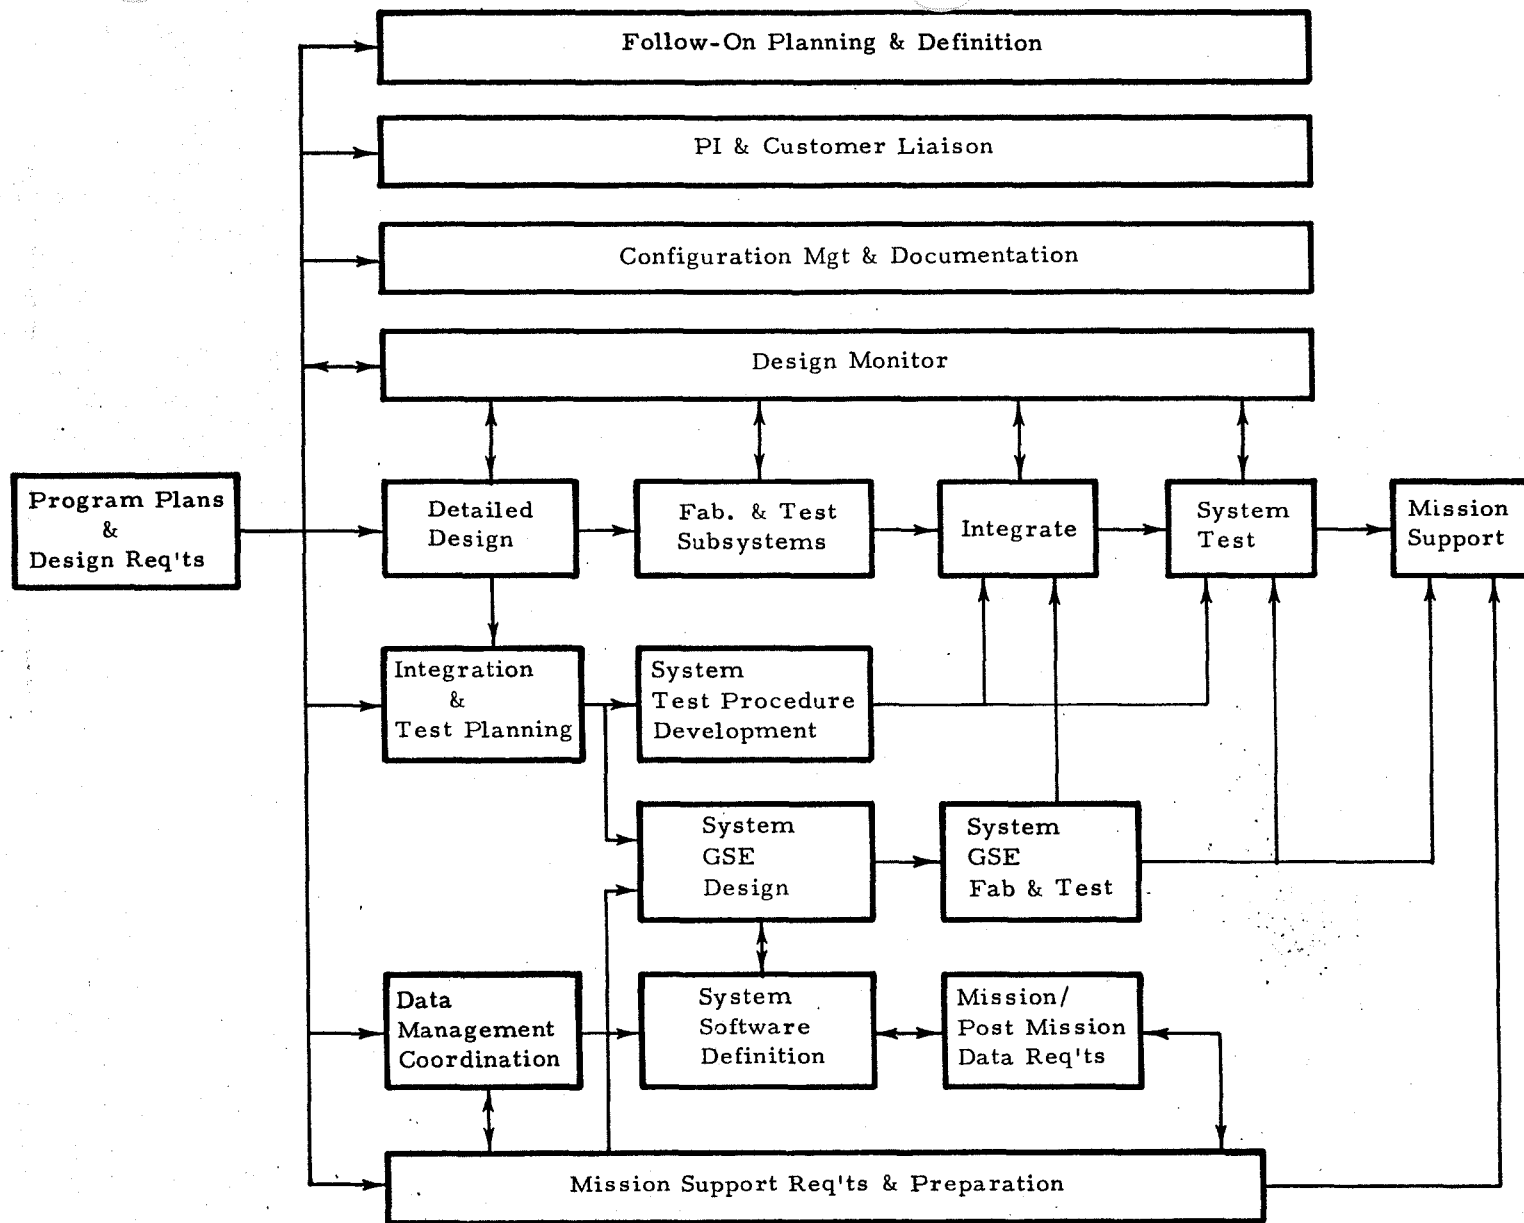 Follow-On Planning & Definition
PI & Customer Liaison
Configuration Mgt & Documentation
Design Monitor
Program Plans
&
Design Req'ts
Detailed
Design
Fab. & Test
Subsystems
Integrate
System
Test
Mission
Support
Integration
&
Test Planning
System
Test Procedure
Development
System
GSE
Design
System
GSE
Fab & Test
Data
Management
Coordination
System
Software
Definition
Mission/
Post Mission
Data Req'ts
Mission Support Req'ts & Preparation